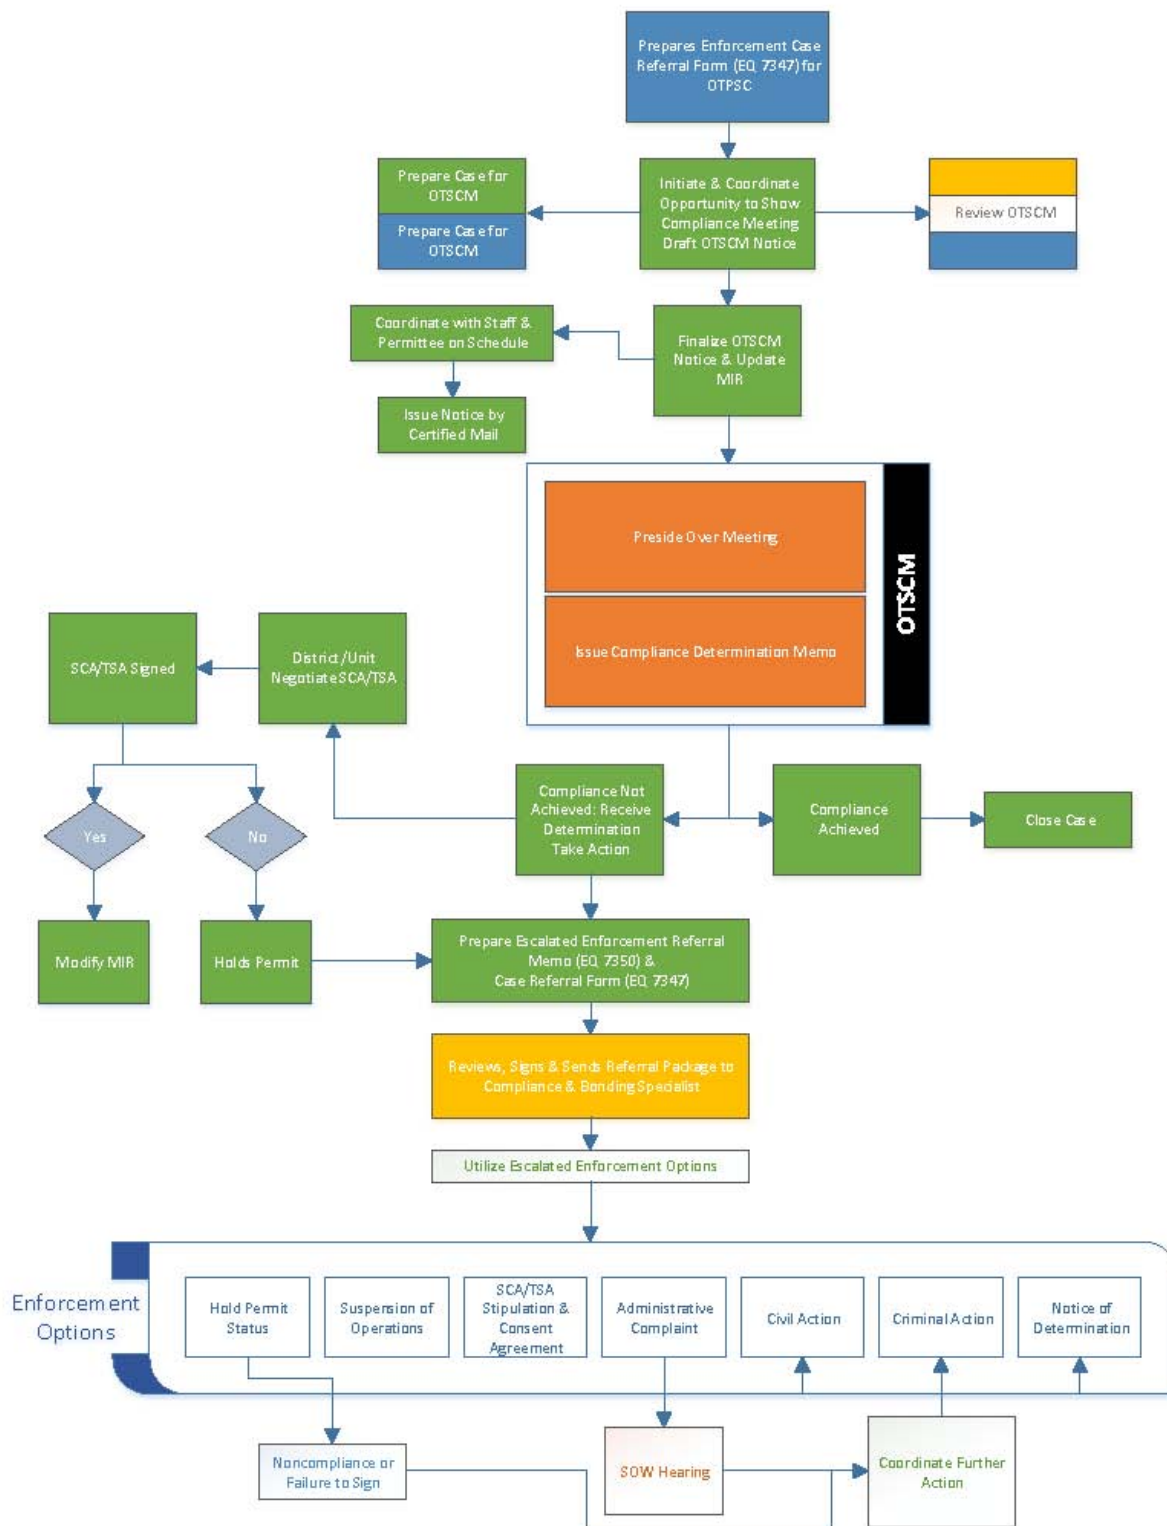 Prepares Enforcement Case
Referral Form (EQ 7347) for
OTPSC
Prepare Case for
OTSCM
Prepare Case for
OTSCM
Initiate & Coordinate
Opportunity to Show
Compliance Meeting
Draft OTSCM Notice
Review OTSCM
Coordinate with Staff &
Permittee on Schedule
Finalize OTSCM
Notice & Update
MIR
Issue Notice by
Certified Mail
Preside Over Meeting
OTSCM
Issue Compliance Determination Memo
SCA/TSA Signed
District/Unit
Negotiate SCA/TSA
Compliance Not
Achieved: Receive
Determination
Take Action
Compliance
Achieved
Close Case
Yes
No
Modify MIR
Holds Permit
Prepare Escalated Enforcement Referral
Memo (EQ 7350) &
Case Referral Form (EQ 7347)
Reviews, Signs & Sends Referral Package to
Compliance & Bonding Specialist
Utilize Escalated Enforcement Options
Enforcement
Options
Hold Permit
Status
Suspension of
Operations
SCA/TSA
Stipulation &
Consent
Agreement
Administrative
Complaint
Civil Action
Criminal Action
Notice of
Determination
Noncompliance or
Failure to Sign
SOW Hearing
Coordinate Further
Action